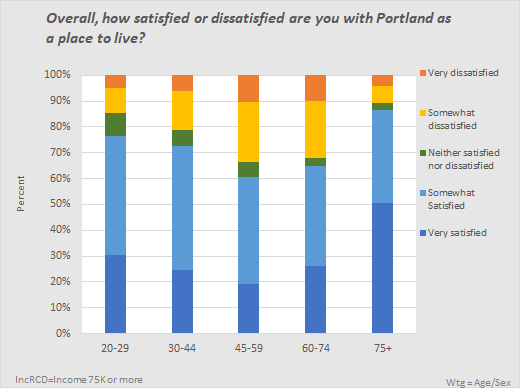 Overall, how satisfied or dissatisfied are you with Portland as
a place to live?
100%
90%
80%
70%
60%
50%
40%
30%
20%
10%
0%
Percent
20-29
30-44
45-59
60-74
75+
Very dissatisfied
Somewhat
dissatisfied
Neither satisfied
nor dissatisfied
Somewhat
Satisfied
Very satisfied
IncRCD=Income 75K or more
Wtg = Age/Sex